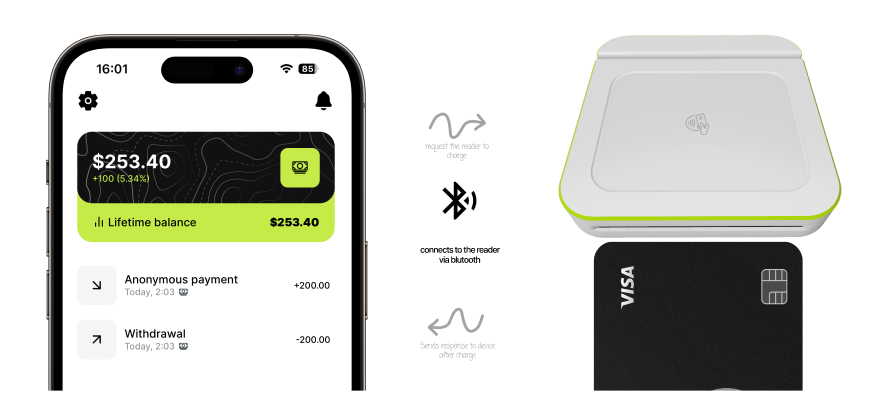 16:01
85
$253.40
+100 (5.34%)
Lifetime balance
$253.40
Anonymous payment
Today, 2:03
+200.00
Withdrawal
Today, 2:03
-200.00
request the reader to
charge
connects to the reader
via blutooth
Sends response to device
after charge
VISA